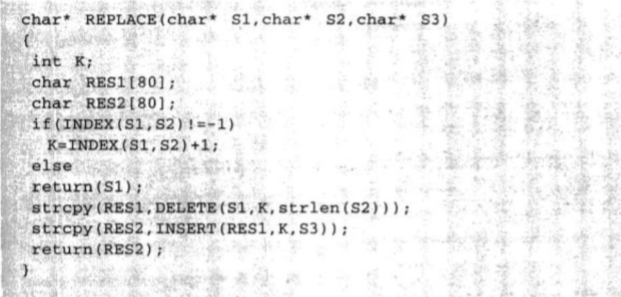 char* REPLACE(char* S1,char* S2,char* S3)
{
int K;
char RES1[80];
char RES2[80];
if(INDEX(S1,S2)!=-1)
K=INDEX(S1,S2)+1;
else
return(S1);
strcpy(RES1,DELETE(S1,K,strlen(S2)));
strcpy(RES2,INSERT(RES1,K,S3));
return(RES2);
}